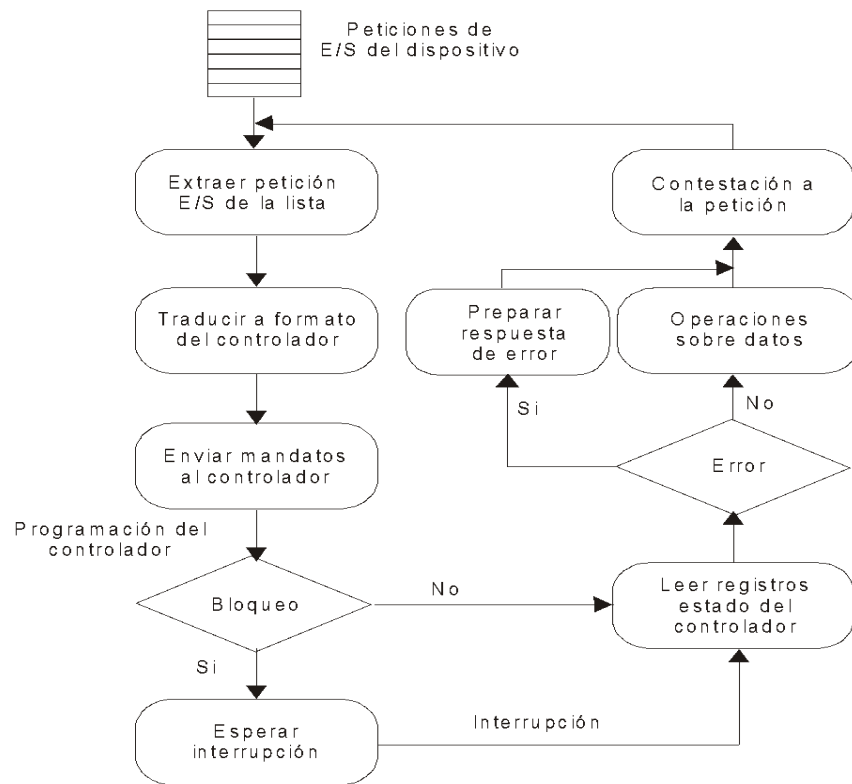 Peticiones de
E/S del dispositivo
Extraer petición
E/S de la lista
Contestación a
la petición
Traducir a formato
del controlador
Preparar
respuesta
de error
Operaciones
sobre datos
Si
No
Enviar mandatos
al controlador
Error
Programación del
controlador
Bloqueo
No
Leer registros
estado del
controlador
Si
Esperar
interrupción
Interrupción